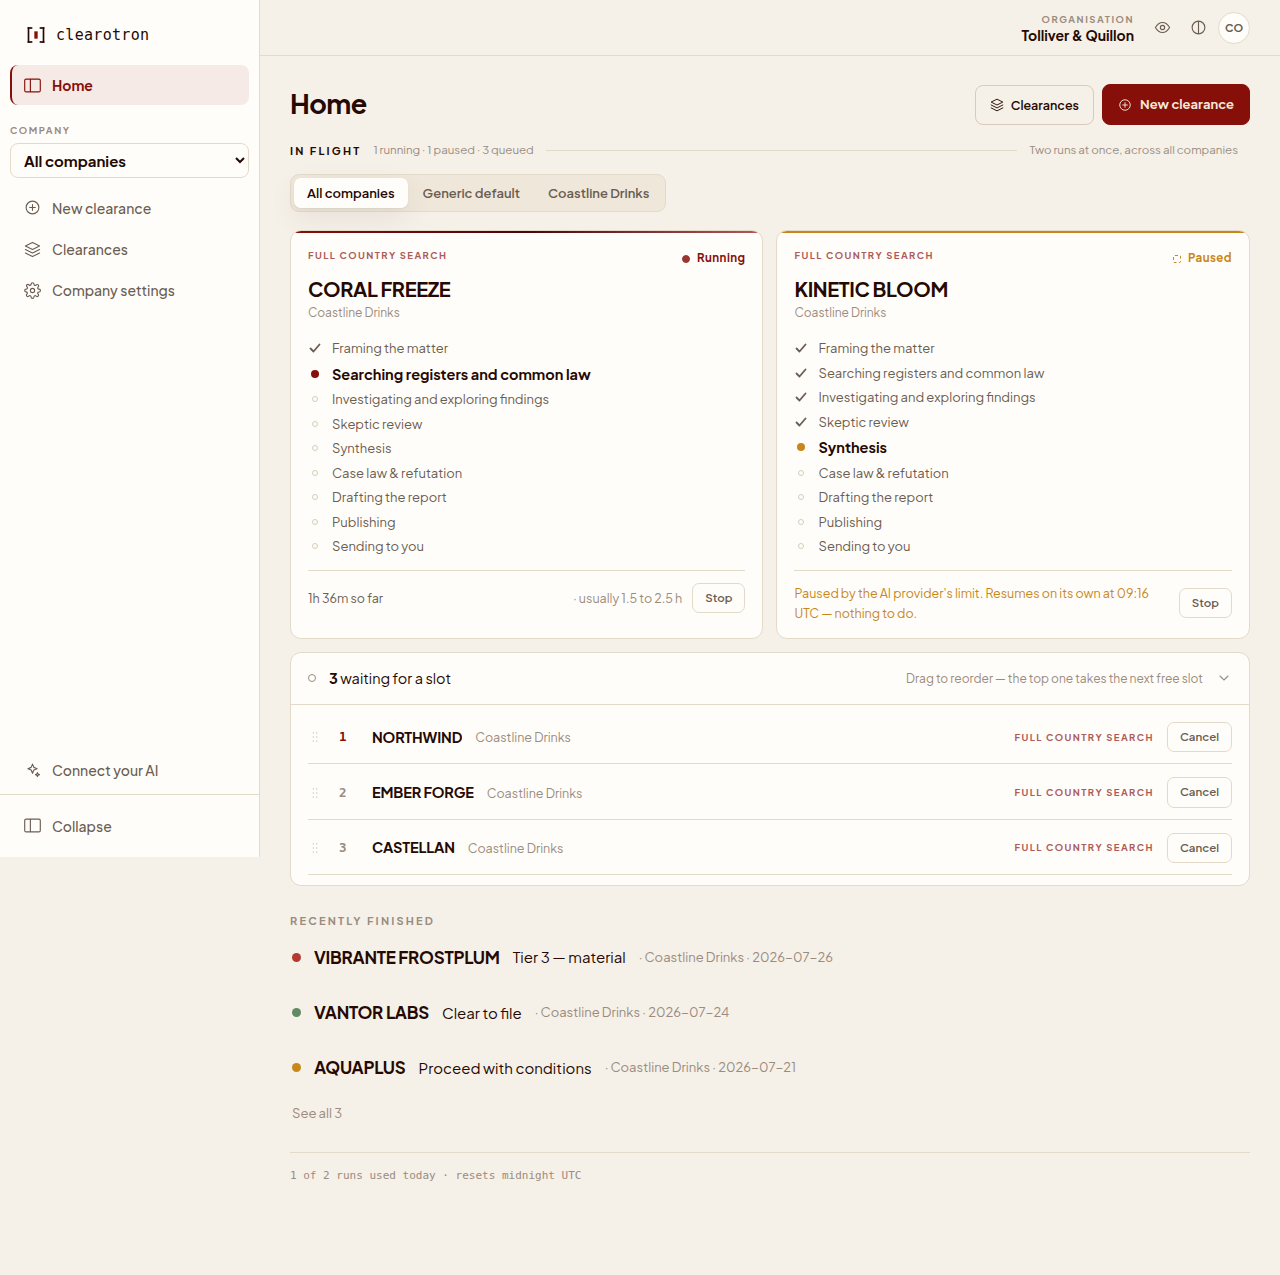 clearotron
Home
COMPANY
All companies
New clearance
Clearances
Company settings
Connect your AI
Collapse
ORGANISATION
Tolliver & Quillon
CO
Home
Clearances
New clearance
IN FLIGHT 1 running · 1 paused · 3 queued
Two runs at once, across all companies
All companies Generic default Coastline Drinks
FULL COUNTRY SEARCH
Running
CORAL FREEZE
Coastline Drinks
Framing the matter
Searching registers and common law
Investigating and exploring findings
Skeptic review
Synthesis
Case law & refutation
Drafting the report
Publishing
Sending to you
1h 36m so far
· usually 1.5 to 2.5 h
Stop
FULL COUNTRY SEARCH
Paused
KINETIC BLOOM
Coastline Drinks
Framing the matter
Searching registers and common law
Investigating and exploring findings
Skeptic review
Synthesis
Case law & refutation
Drafting the report
Publishing
Sending to you
Paused by the AI provider's limit. Resumes on its own at 09:16
UTC — nothing to do.
Stop
3 waiting for a slot
Drag to reorder — the top one takes the next free slot
1 NORTHWIND Coastline Drinks FULL COUNTRY SEARCH Cancel
2 EMBER FORGE Coastline Drinks FULL COUNTRY SEARCH Cancel
3 CASTELLAN Coastline Drinks FULL COUNTRY SEARCH Cancel
RECENTLY FINISHED
VIBRANTE FROSTPLUM Tier 3 — material · Coastline Drinks · 2026-07-26
VANTOR LABS Clear to file · Coastline Drinks · 2026-07-24
AQUAPLUS Proceed with conditions · Coastline Drinks · 2026-07-21
See all 3
1 of 2 runs used today · resets midnight UTC